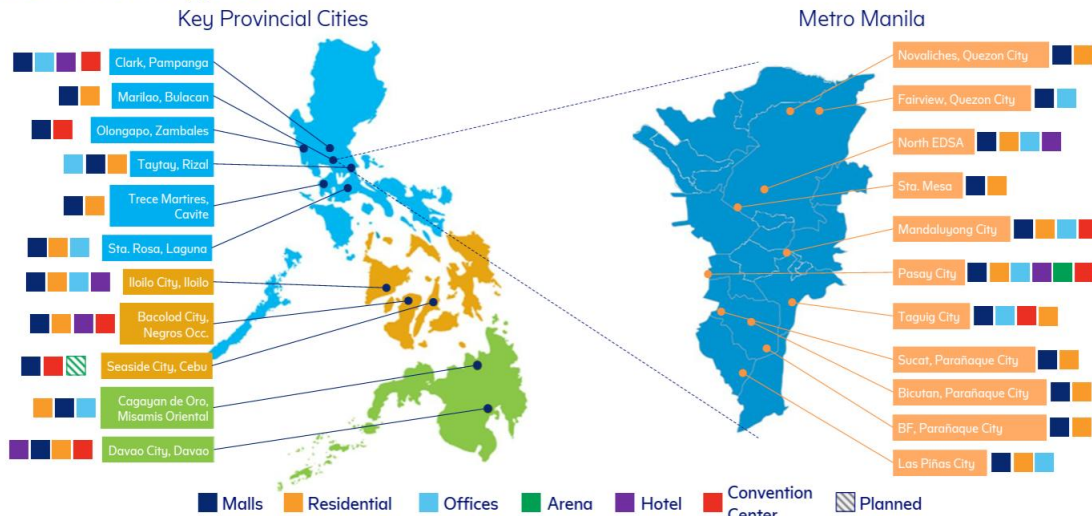 Key Provincial Cities
Clark, Pampanga
Marilao, Bulacan
Olongapo, Zambales
Taytay, Rizal
Trece Martires,
Cavite
Sta. Rosa, Laguna
Iloilo City, Iloilo
Bacolod City,
Negros Occ.
Seaside City, Cebu
Cagayan de Oro,
Misamis Oriental
Davao City, Davao
Metro Manila
Novaliches, Quezon City
Fairview, Quezon City
North EDSA
Sta. Mesa
Mandaluyong City
Pasay City
Taguig City
Sucat, Parañaque City
Bicutan, Parañaque City
BF, Parañaque City
Las Piñas City
Malls
Residential
Offices
Arena
Hotel
Convention
Center
Planned